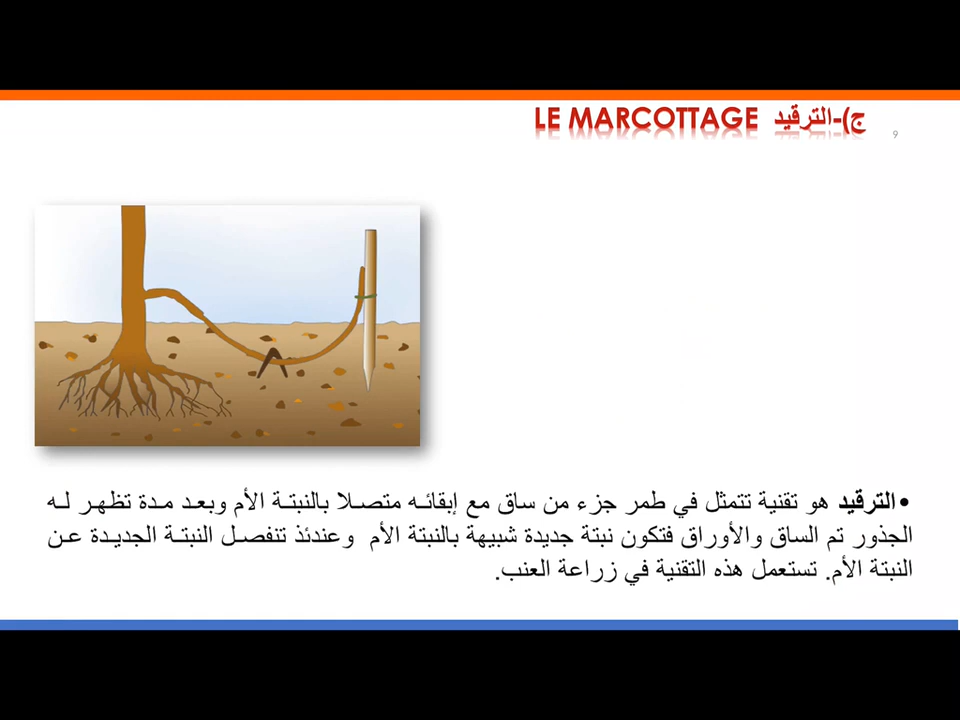 ج)-الترقيد LE MARCOTTAGE
9
•الترقيد هو تقنية تتمثل في طمر جزء من ساق مع إبقائه متصلا بالنبتة الأم وبعد مدة تظهر له
الجذور تم الساق والأوراق فتكون نبتة جديدة شبيهة بالنبتة الأم وعندئذ تنفصل النبتة الجديدة عن
النبتة الأم. تستعمل هذه التقنية في زراعة العنب.